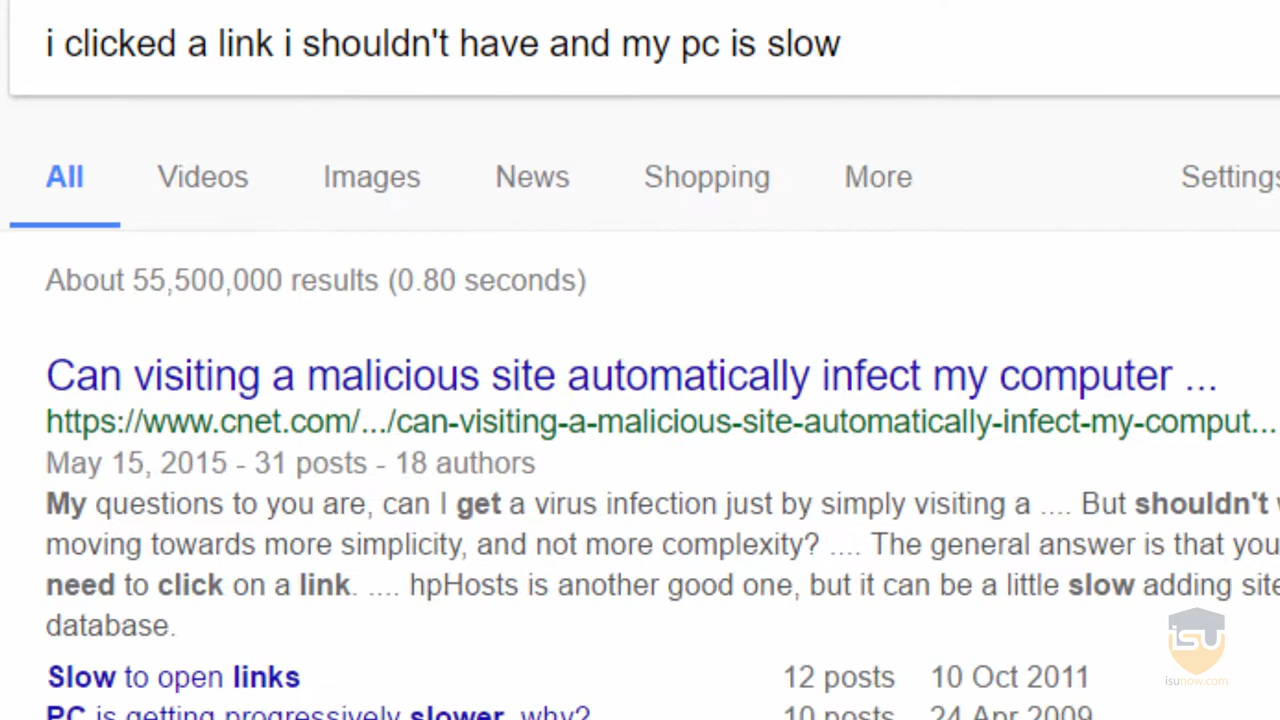 i clicked a link i shouldn't have and my pc is slow
All Videos Images News Shopping More Settings
About 55,500,000 results (0.80 seconds)
Can visiting a malicious site automatically infect my computer ...
https://www.cnet.com/.../can-visiting-a-malicious-site-automatically-infect-my-comput...
May 15, 2015 - 31 posts - 18 authors
My questions to you are, can I get a virus infection just by simply visiting a .... But shouldn't
moving towards more simplicity, and not more complexity? .... The general answer is that you
need to click on a link. .... hpHosts is another good one, but it can be a little slow adding
database.
isu
isunow.com
Slow to open links 12 posts 10 Oct 2011
PC is getting progressively slower, why? 10 posts 24 Apr 2009